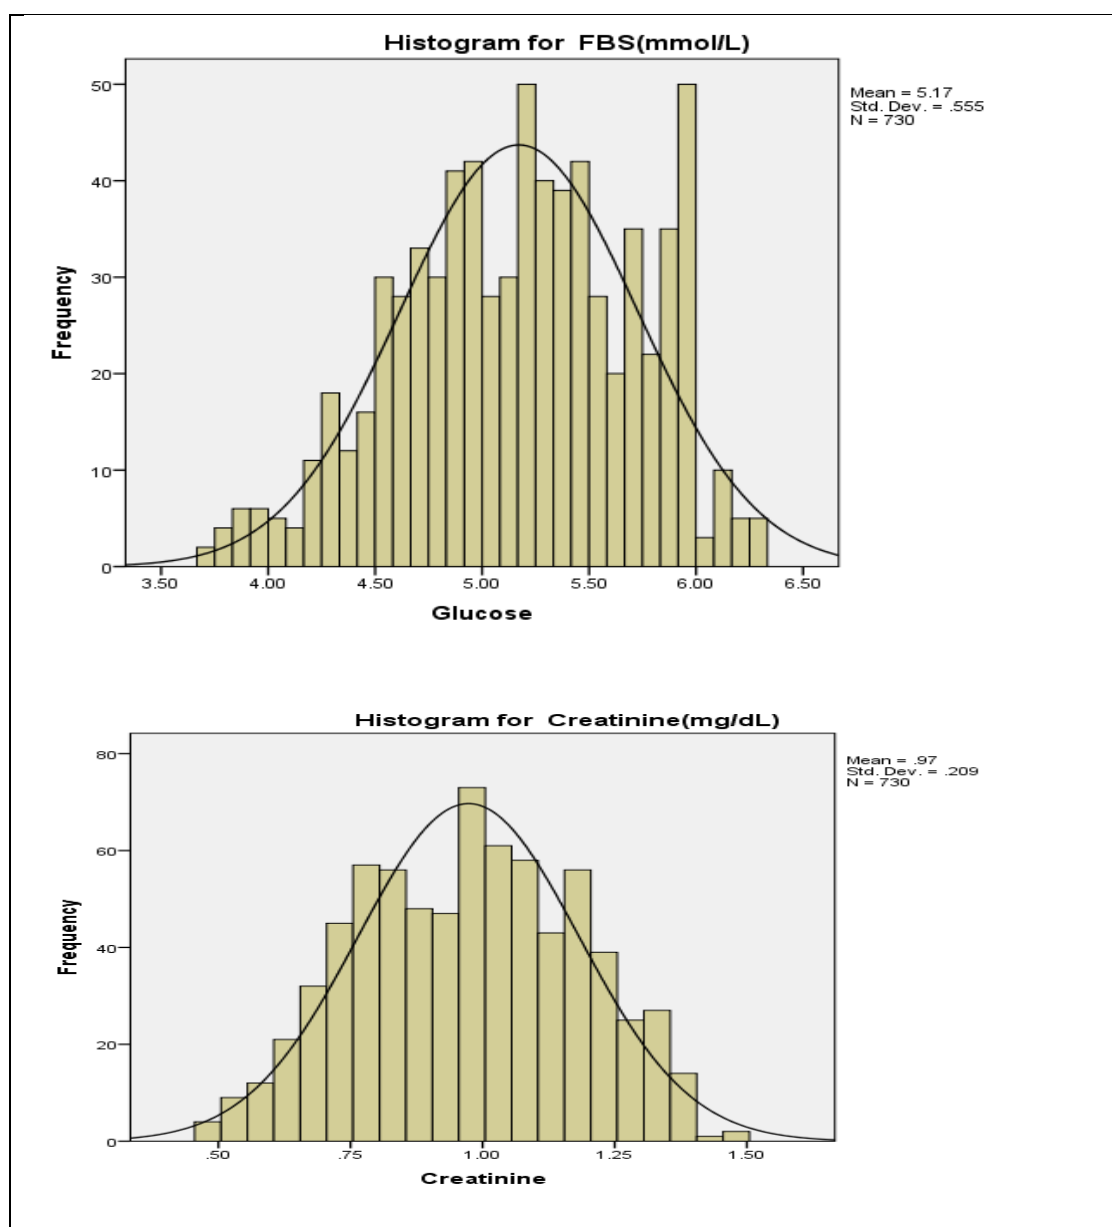 Histogram for FBS(mmol/L)
Mean = 5.17
Std. Dev. = .555
N = 730
Frequency
50
40
30
20
10
0
3.50 4.00 4.50 5.00 5.50 6.00 6.50
Glucose
Histogram for Creatinine(mg/dL)
Mean = .97
Std. Dev. = .209
N = 730
Frequency
80
60
40
20
0
.50 .75 1.00 1.25 1.50
Creatinine